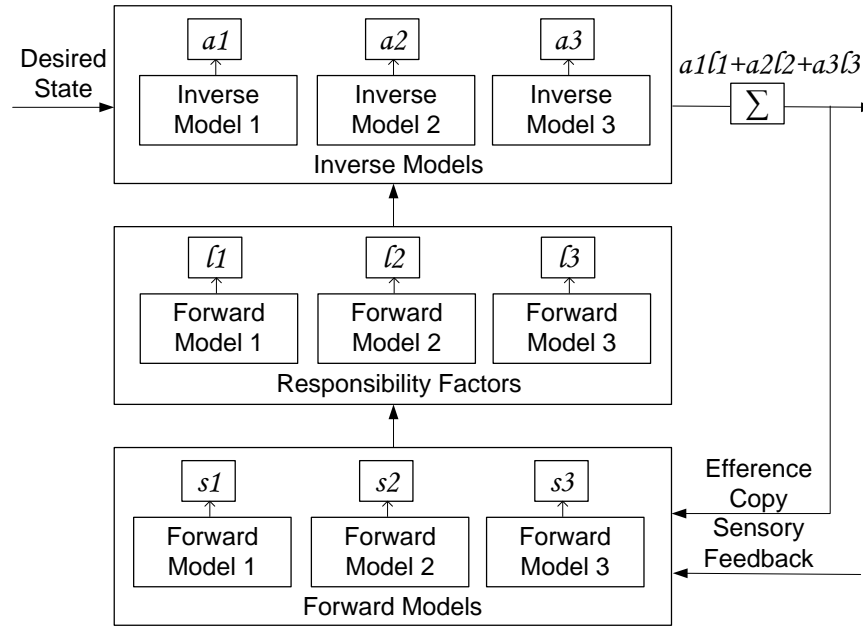 Desired
State
a1
a2
a3
Inverse
Model 1
Inverse
Model 2
Inverse
Model 3
Inverse Models
a1l1+a2l2+a3l3
∑
l1
l2
l3
Forward
Model 1
Forward
Model 2
Forward
Model 3
Responsibility Factors
s1
s2
s3
Forward
Model 1
Forward
Model 2
Forward
Model 3
Forward Models
Efference
Copy
Sensory
Feedback